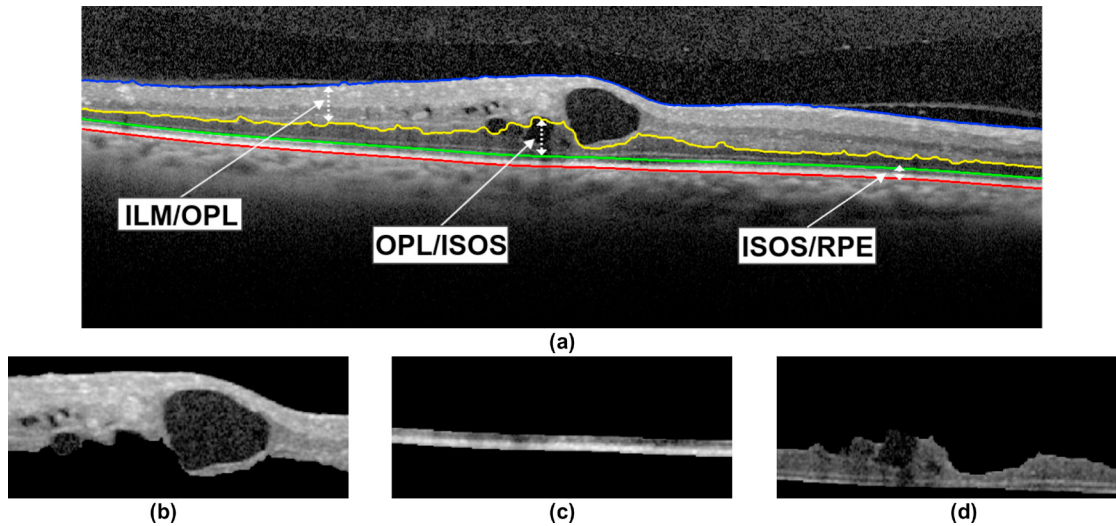 ILM/OPL
OPL/ISOS
ISOS/RPE
(a)
(b)
(c)
(d)